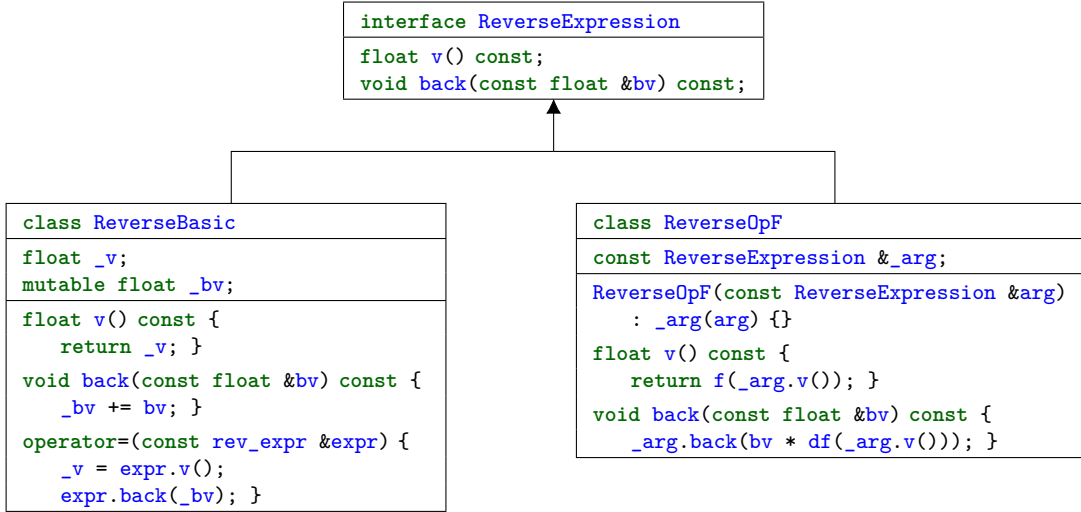 interface ReverseExpression
float v() const;
void back(const float &bv) const;
class ReverseBasic
float _v;
mutable float _bv;
float v() const {
return _v; }
void back(const float &bv) const {
_bv += bv; }
operator=(const rev_expr &expr) {
_v = expr.v();
expr.back(_bv); }
class ReverseOpF
const ReverseExpression &_arg;
ReverseOpF(const ReverseExpression &arg)
: _arg(arg) {}
float v() const {
return f(_arg.v()); }
void back(const float &bv) const {
_arg.back(bv * df(_arg.v())); }